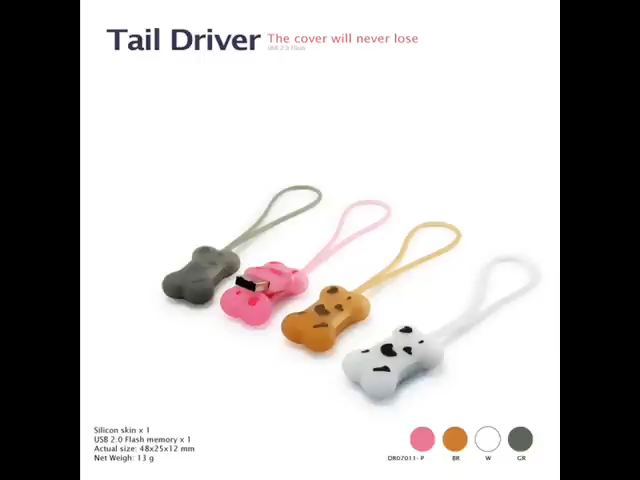 Tail Driver The cover will never lose
USB 2.0 Flash
Silicon skin x 1
USB 2.0 Flash memory x 1
Actual size: 48x25x12 mm
Net Weigh: 13 g
DR07011- P BR W GR